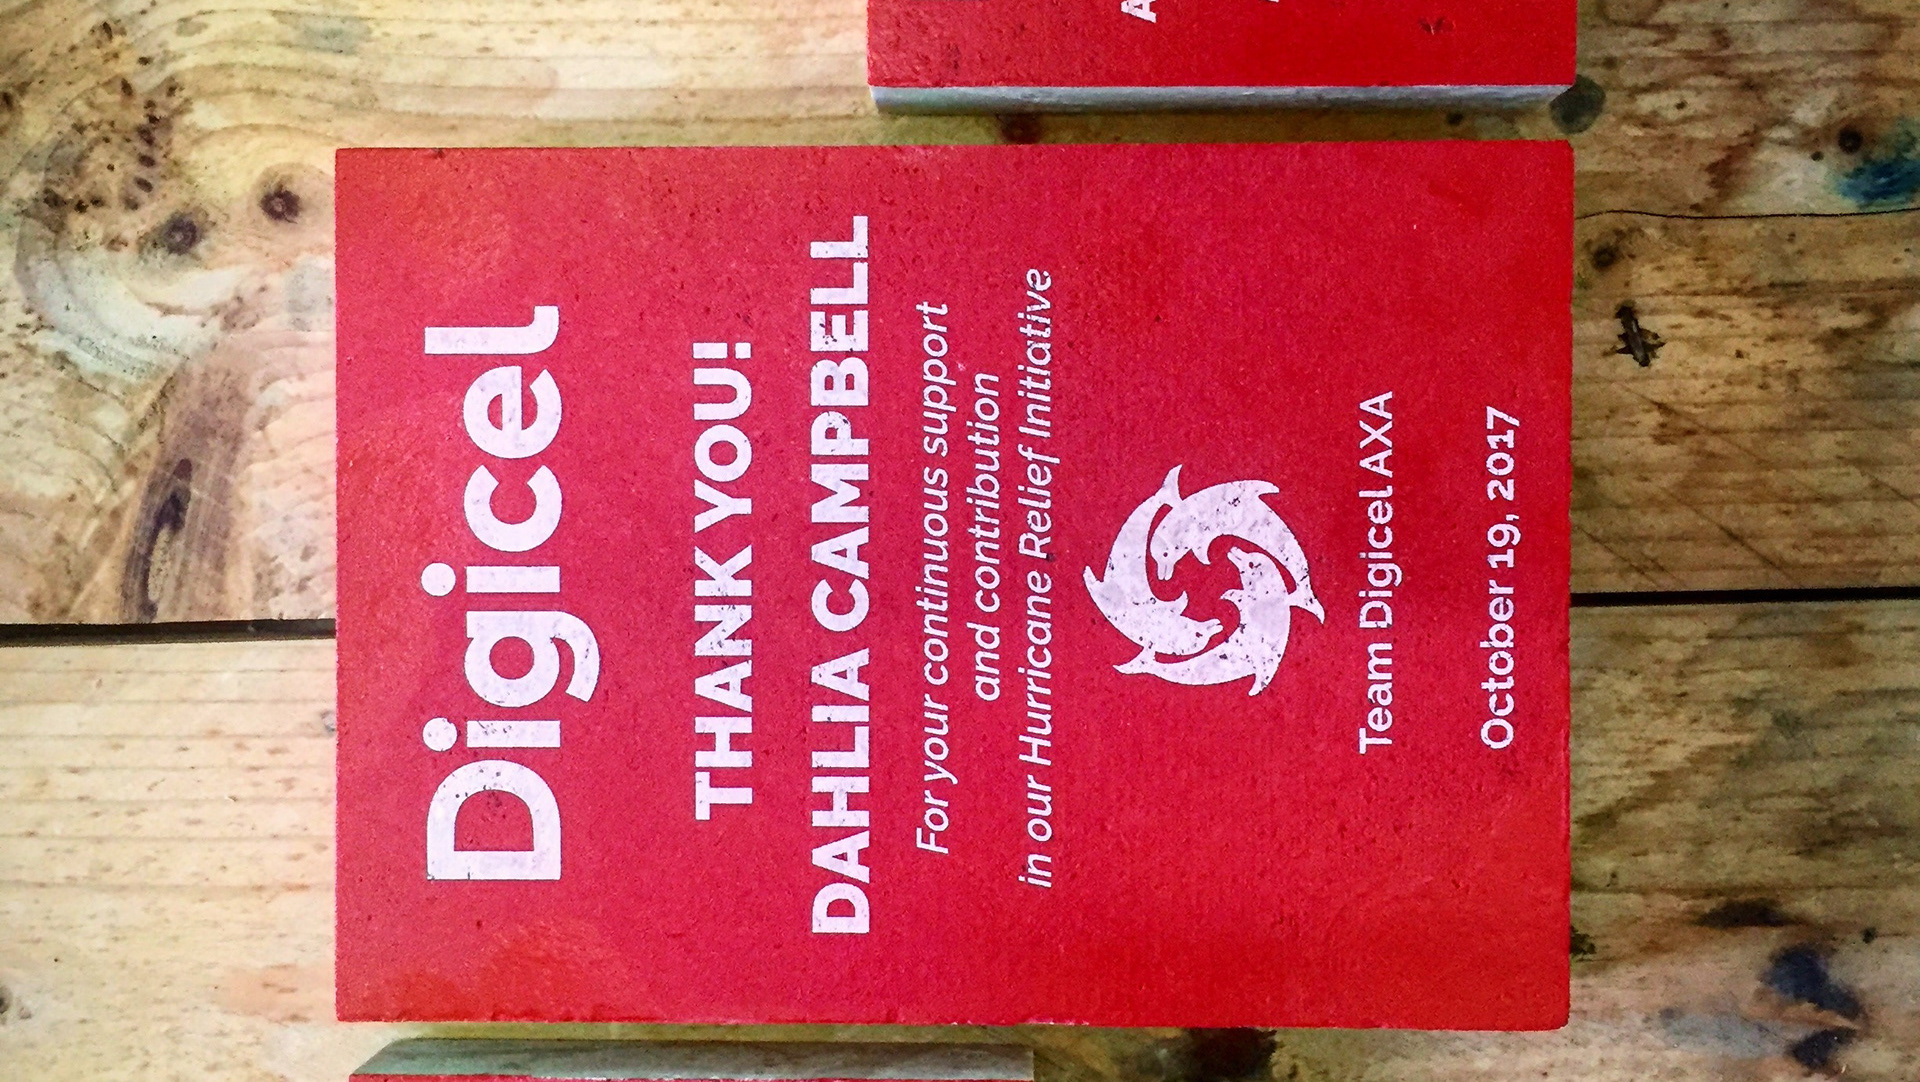 Digicel
THANK YOU!
DAHLIA CAMPBELL
For your continuous support
and contribution
in our Hurricane Relief Initiative
Team Digicel AXA
October 19, 2017